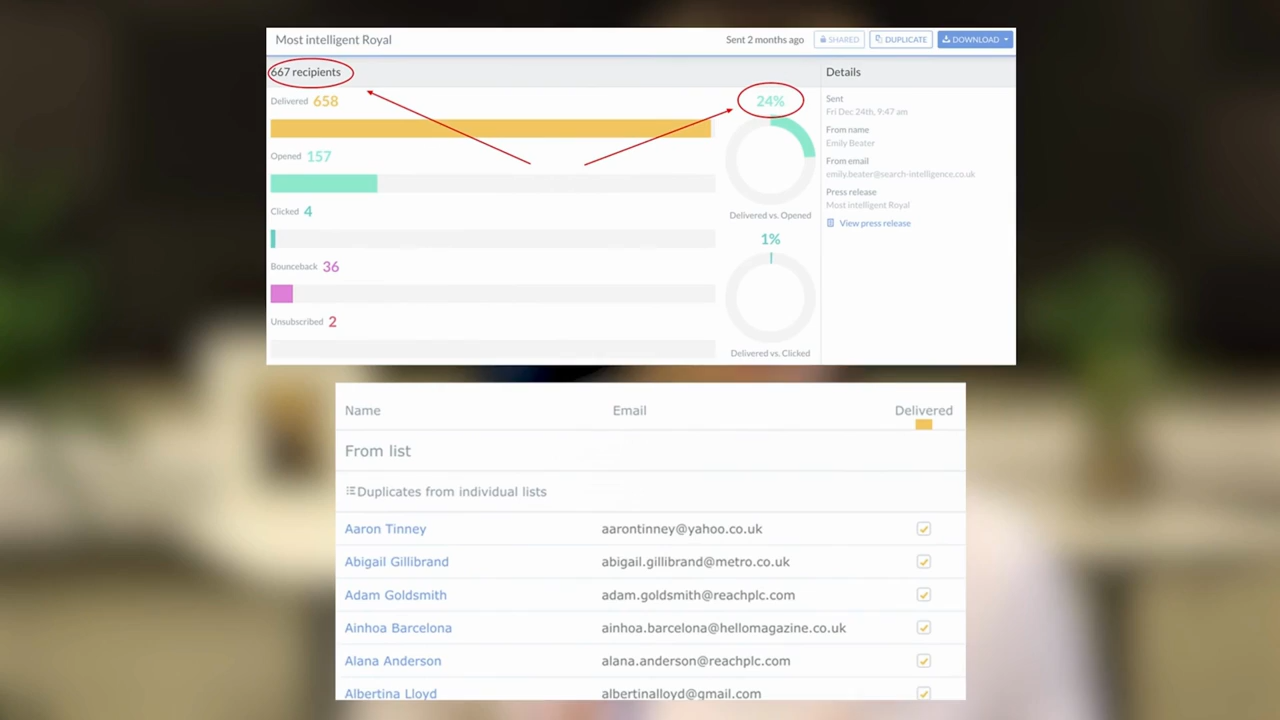 Most intelligent Royal
Sent 2 months ago
SHARED
DUPLICATE
DOWNLOAD
667 recipients
Delivered 658
Opened 157
Clicked 4
Bounceback 36
Unsubscribed 2
24%
Delivered vs. Opened
1%
Delivered vs. Clicked
Details
Sent
Fri Dec 24th, 9:47 am
From name
Emily Beater
From email
emily.beater@search-intelligence.co.uk
Press release
Most intelligent Royal
View press release
Name Email Delivered
From list
Duplicates from individual lists
Aaron Tinney aarontinney@yahoo.co.uk
Abigail Gillibrand abigail.gillibrand@metro.co.uk
Adam Goldsmith adam.goldsmith@reachplc.com
Ainhoa Barcelona ainhoa.barcelona@hellomagazine.co.uk
Alana Anderson alana.anderson@reachplc.com
Albertina Lloyd albertinalloyd@gmail.com